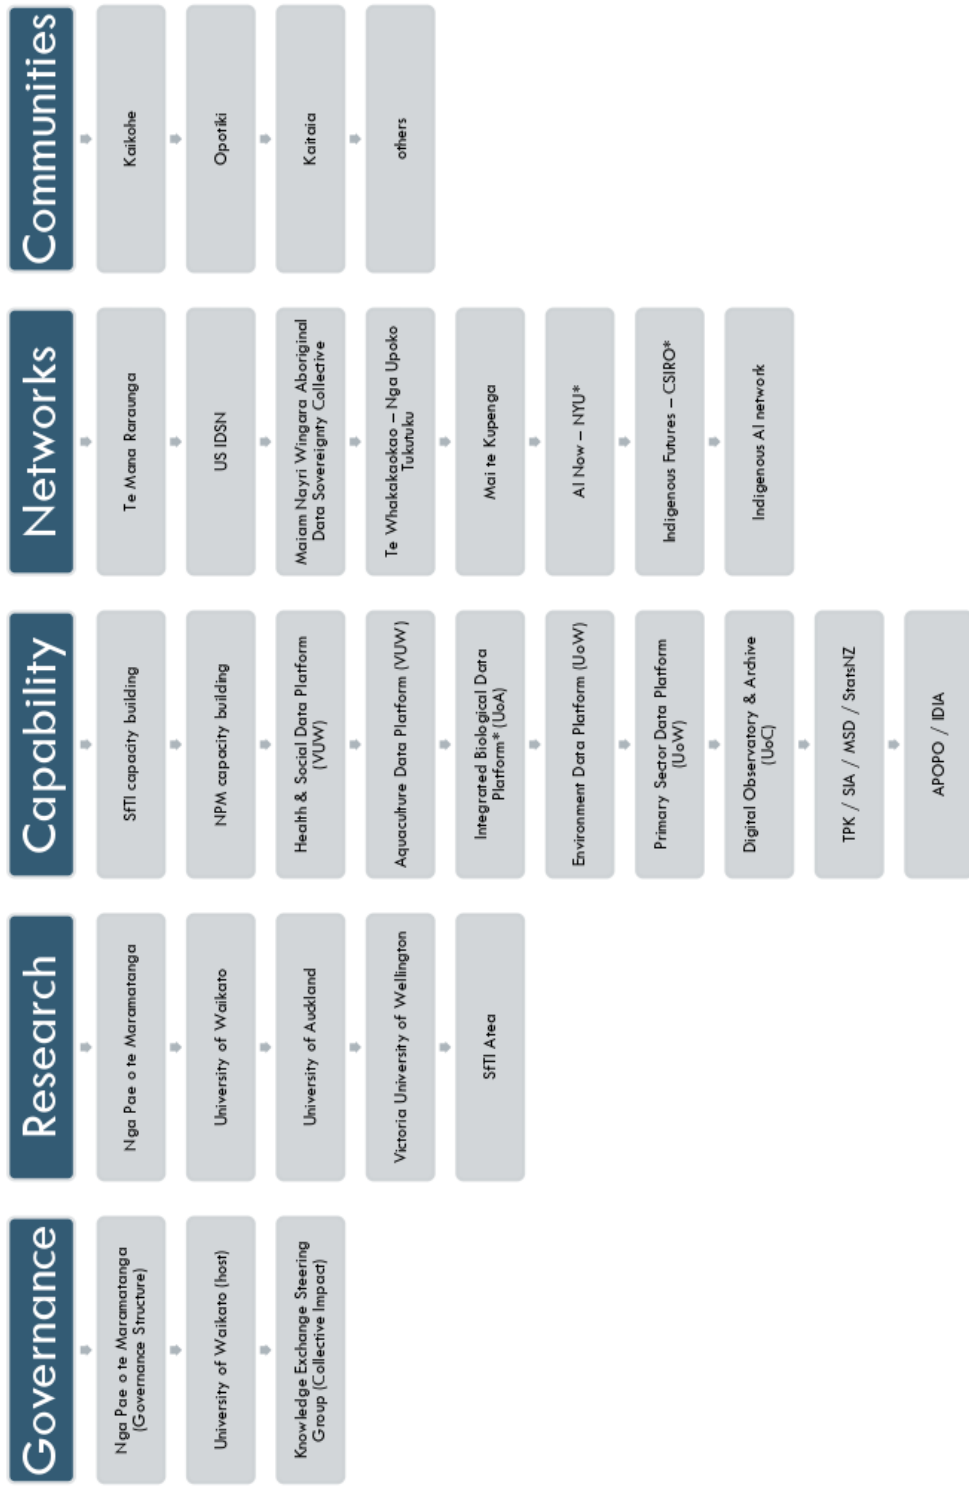 Governance
Nga Pae o te Maramatanga
(Governance Structure)
University of Waikato (host)
Knowledge Exchange Steering
Group (Collective Impact)
Research
Nga Pae o te Maramatanga
University of Waikato
University of Auckland
Victoria University of Wellington
SfTI Atea
Capability
SfTI capacity building
NPM capacity building
Health & Social Data Platform
(VUW)
Aquaculture Data Platform (VUW)
Integrated Biological Data
Platform* (UoA)
Environment Data Platform (UoW)
Primary Sector Data Platform
(UoW)
Digital Observatory & Archive
(UoC)
TPK / SIA / MSD / StatsNZ
APOPO / IDIA
Networks
Te Mana Raraunga
US IDSN
Maiam Nayri Wingara Aboriginal
Data Sovereignty Collective
Te Whakakaokao – Nga Upoko
Tukutuku
Mai te Kupenga
AI Now – NYU*
Indigenous Futures – CSIRO*
Indigenous AI network
Communities
Kaikohe
Opotiki
Kaitaia
others